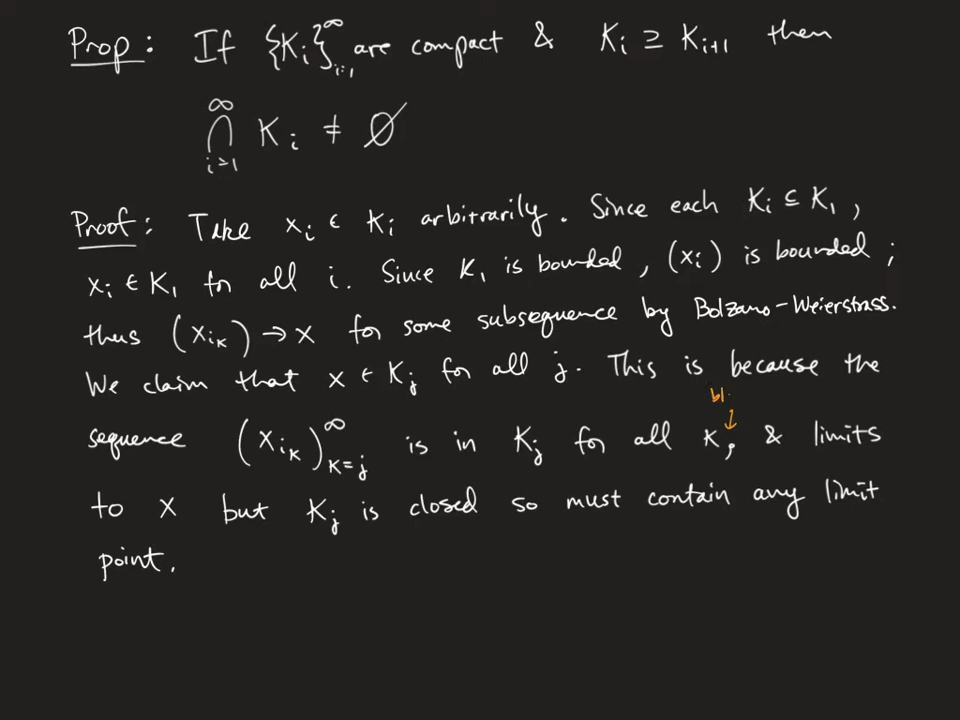 Prop: If {Ki}∞i=1 are compact & Ki ⊇ Ki+1 then
∞⋂i=1 Ki ≠ ∅
Proof: Take xi ∈ Ki arbitrarily. Since each Ki ⊆ K1,
xi ∈ K1 for all i. Since K1 is bounded, (xi) is bounded;
thus (xik) → x for some subsequence by Bolzano-Weierstrass.
We claim that x ∈ Kj for all j. This is because the
sequence (xik)∞k=j is in Kj for all k, & limits
to x but Kj is closed so must contain any limit
point.